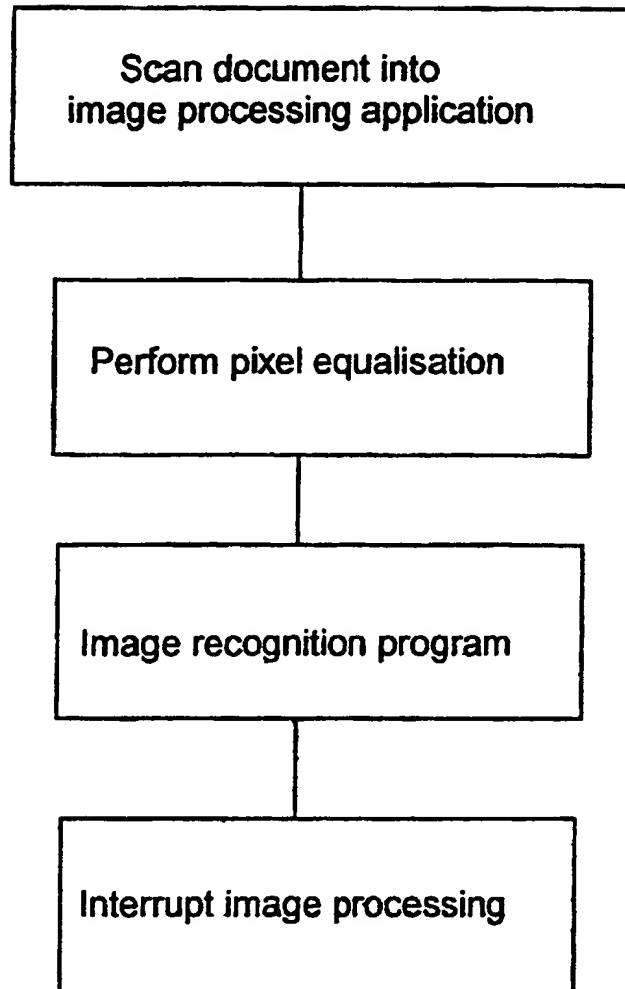 Scan document into
image processing application
Perform pixel equalisation
Image recognition program
Interrupt image processing